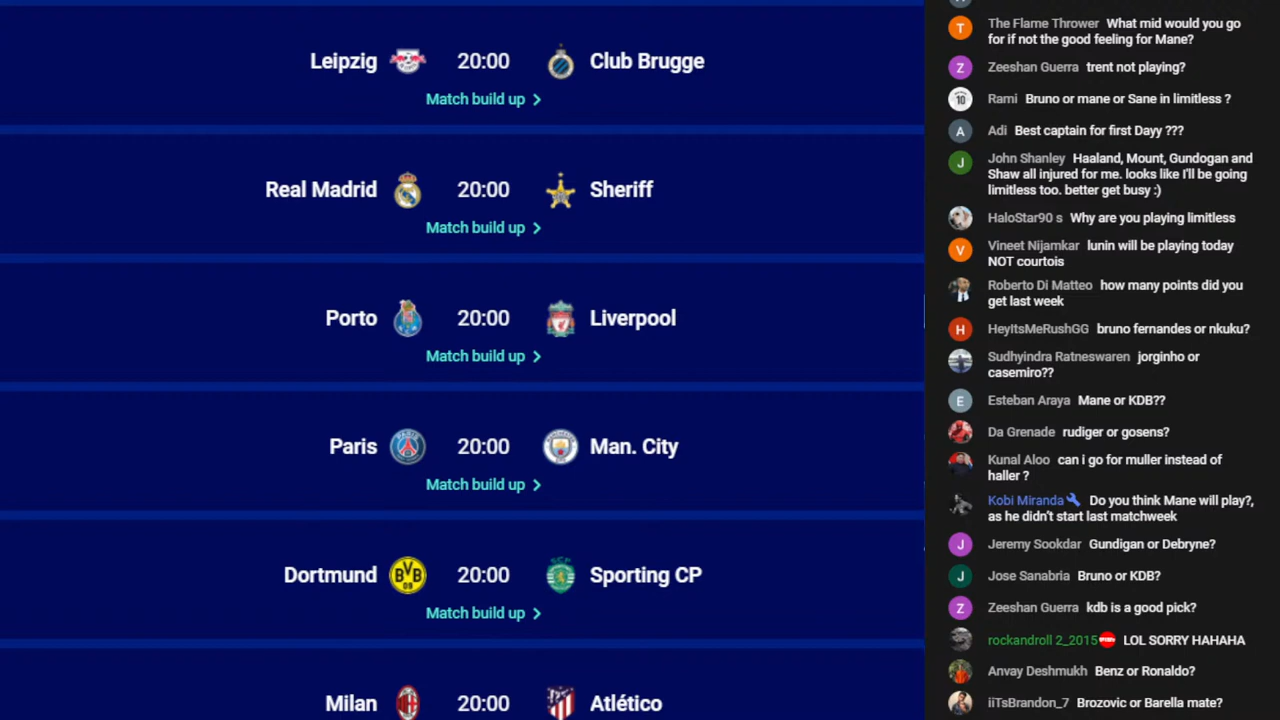 Leipzig 20:00 Club Brugge
Match build up
Real Madrid 20:00 Sheriff
Match build up
Porto 20:00 Liverpool
Match build up
Paris 20:00 Man. City
Match build up
Dortmund BVB 09 20:00 Sporting CP
Match build up
Milan 20:00 Atlético
T The Flame Thrower What mid would you go
for if not the good feeling for Mane?
Z Zeeshan Guerra trent not playing?
10 Rami Bruno or mane or Sane in limitless ?
A Adi Best captain for first Dayy ???
J John Shanley Haaland, Mount, Gundogan and
Shaw all injured for me. looks like I'll be going
limitless too. better get busy :)
HaloStar90 s Why are you playing limitless
V Vineet Nijamkar lunin will be playing today
NOT courtois
Roberto Di Matteo how many points did you
get last week
H HeyItsMeRushGG bruno fernandes or nkuku?
Sudhyindra Ratneswaren jorginho or
casemiro??
E Esteban Araya Mane or KDB??
Da Grenade rudiger or gosens?
Kunal Aloo can i go for muller instead of
haller ?
Kobi Miranda Do you think Mane will play?,
as he didn't start last matchweek
J Jeremy Sookdar Gundigan or Debryne?
J Jose Sanabria Bruno or KDB?
Z Zeeshan Guerra kdb is a good pick?
rockandroll 2_2015 LOL SORRY HAHAHA
Anvay Deshmukh Benz or Ronaldo?
iiTsBrandon_7 Brozovic or Barella mate?